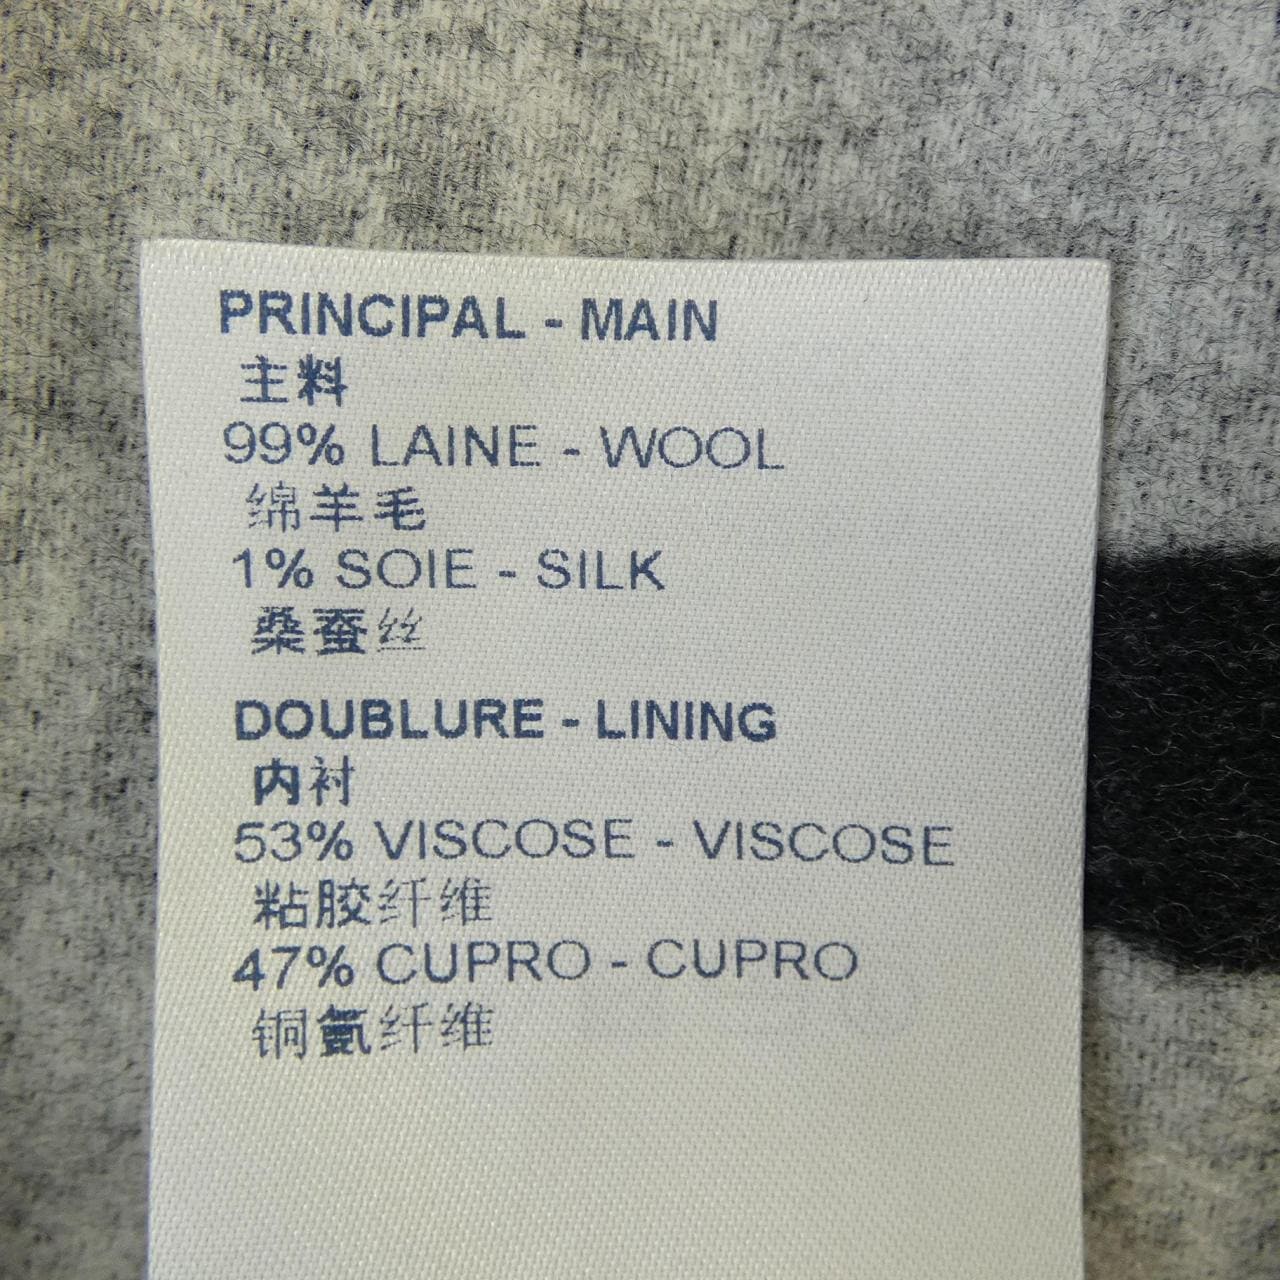 PRINCIPAL - MAIN
主料
99% LAINE - WOOL
绵羊毛
1% SOIE - SILK
桑蚕丝
DOUBLURE - LINING
内衬
53% VISCOSE - VISCOSE
粘胶纤维
47% CUPRO - CUPRO
铜氨纤维